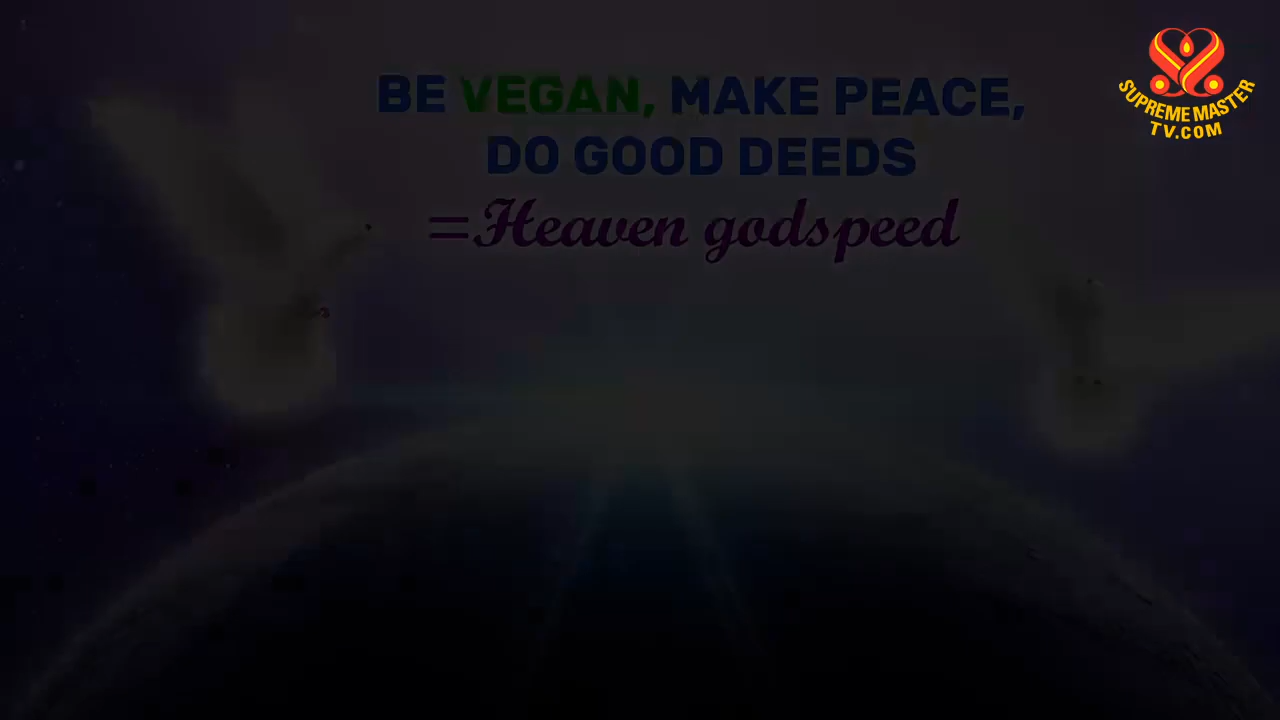 BE VEGAN, MAKE PEACE,
DO GOOD DEEDS
=Heaven godspeed
SUPREME MASTER
TV.COM